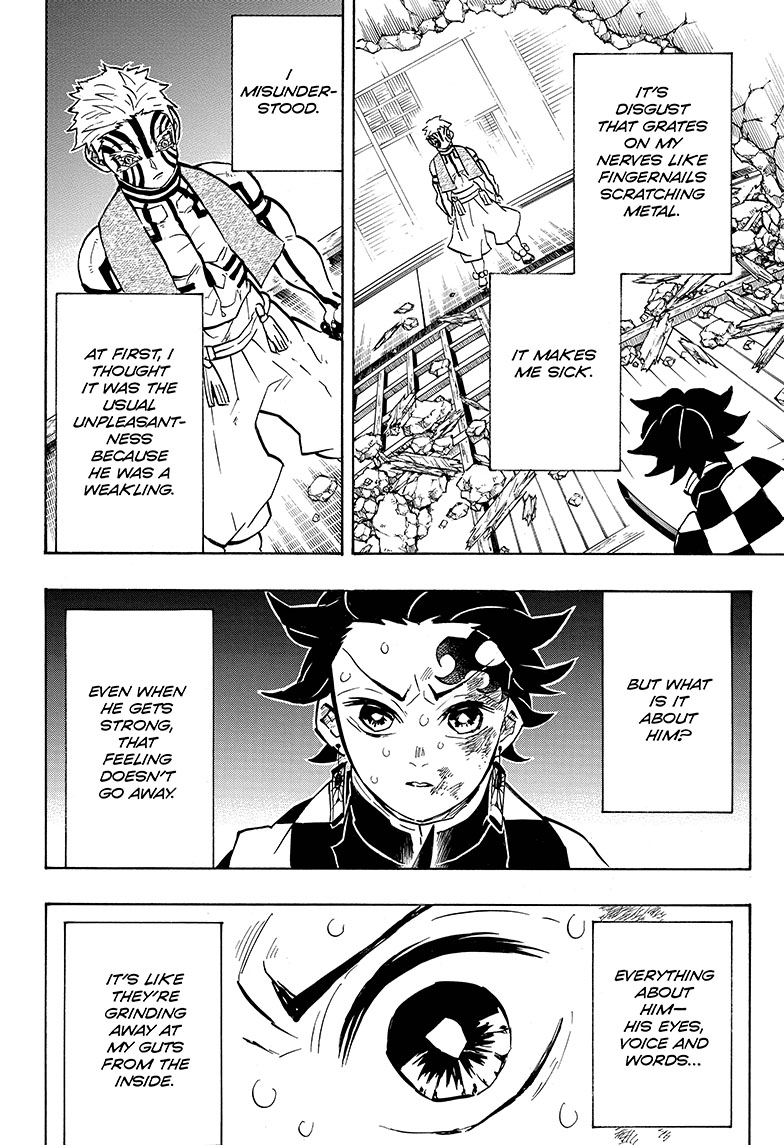 IT'S
DISGUST
THAT GRATES
ON MY
NERVES LIKE
FINGERNAILS
SCRATCHING
METAL.
IT MAKES
ME SICK.
I
MISUNDER-
STOOD.
AT FIRST, I
THOUGHT
IT WAS THE
USUAL
UNPLEASANT-
NESS
BECAUSE
HE WAS A
WEAKLING.
BUT WHAT
IS IT
ABOUT
HIM?
EVEN WHEN
HE GETS
STRONG,
THAT
FEELING
DOESN'T
GO AWAY.
EVERYTHING
ABOUT
HIM—
HIS EYES,
VOICE AND
WORDS...
IT'S LIKE
THEY'RE
GRINDING
AWAY AT
MY GUTS
FROM THE
INSIDE.